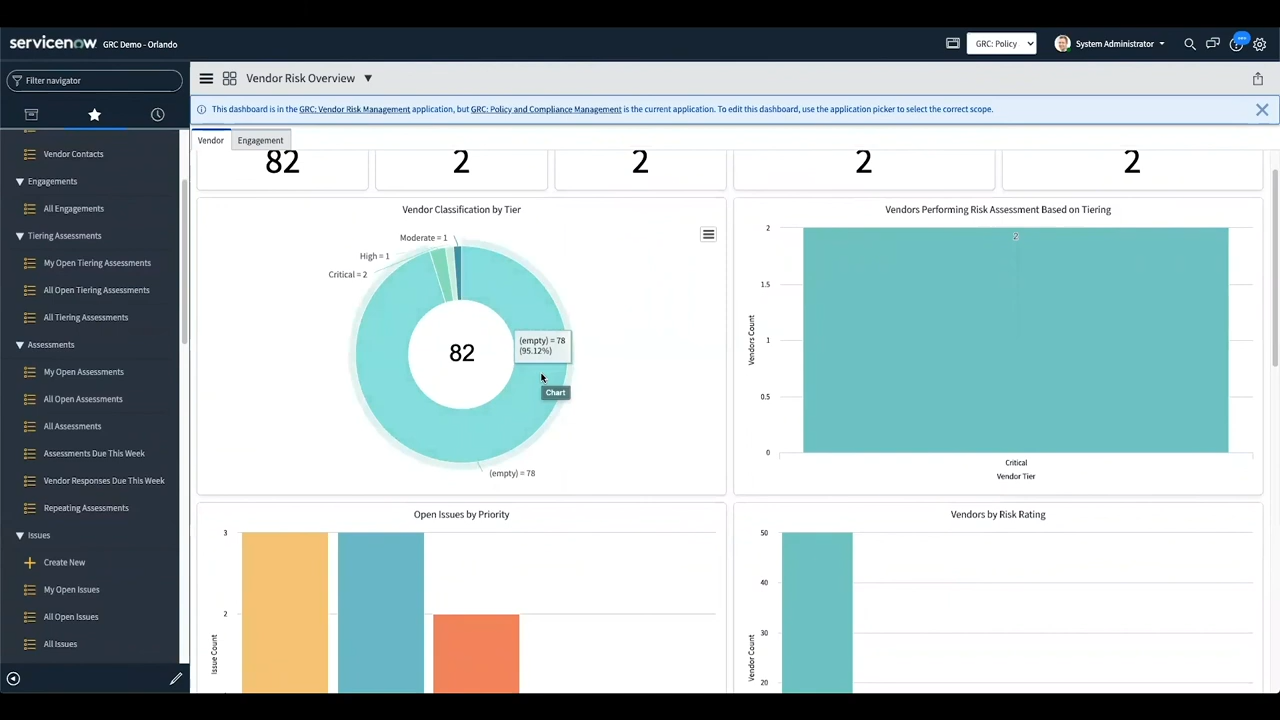 servicenow GRC Demo - Orlando
GRC: Policy
System Administrator
Filter navigator
Vendor Contacts
Engagements
All Engagements
Tiering Assessments
My Open Tiering Assessments
All Open Tiering Assessments
All Tiering Assessments
Assessments
My Open Assessments
All Open Assessments
All Assessments
Assessments Due This Week
Vendor Responses Due This Week
Repeating Assessments
Issues
Create New
My Open Issues
All Open Issues
All Issues
Vendor Risk Overview
This dashboard is in the GRC: Vendor Risk Management application, but GRC: Policy and Compliance Management is the current application. To edit this dashboard, use the application picker to select the correct scope.
Vendor Engagement
82 2 2 2 2
Vendor Classification by Tier
Moderate = 1
High = 1
Critical = 2
82
(empty) = 78
(95.12%)
Chart
(empty) = 78
Vendors Performing Risk Assessment Based on Tiering
2
1.5
1
0.5
0
Vendors Count
2
Critical
Vendor Tier
Open Issues by Priority
3
2
Issue Count
Vendors by Risk Rating
50
40
30
20
Vendor Count